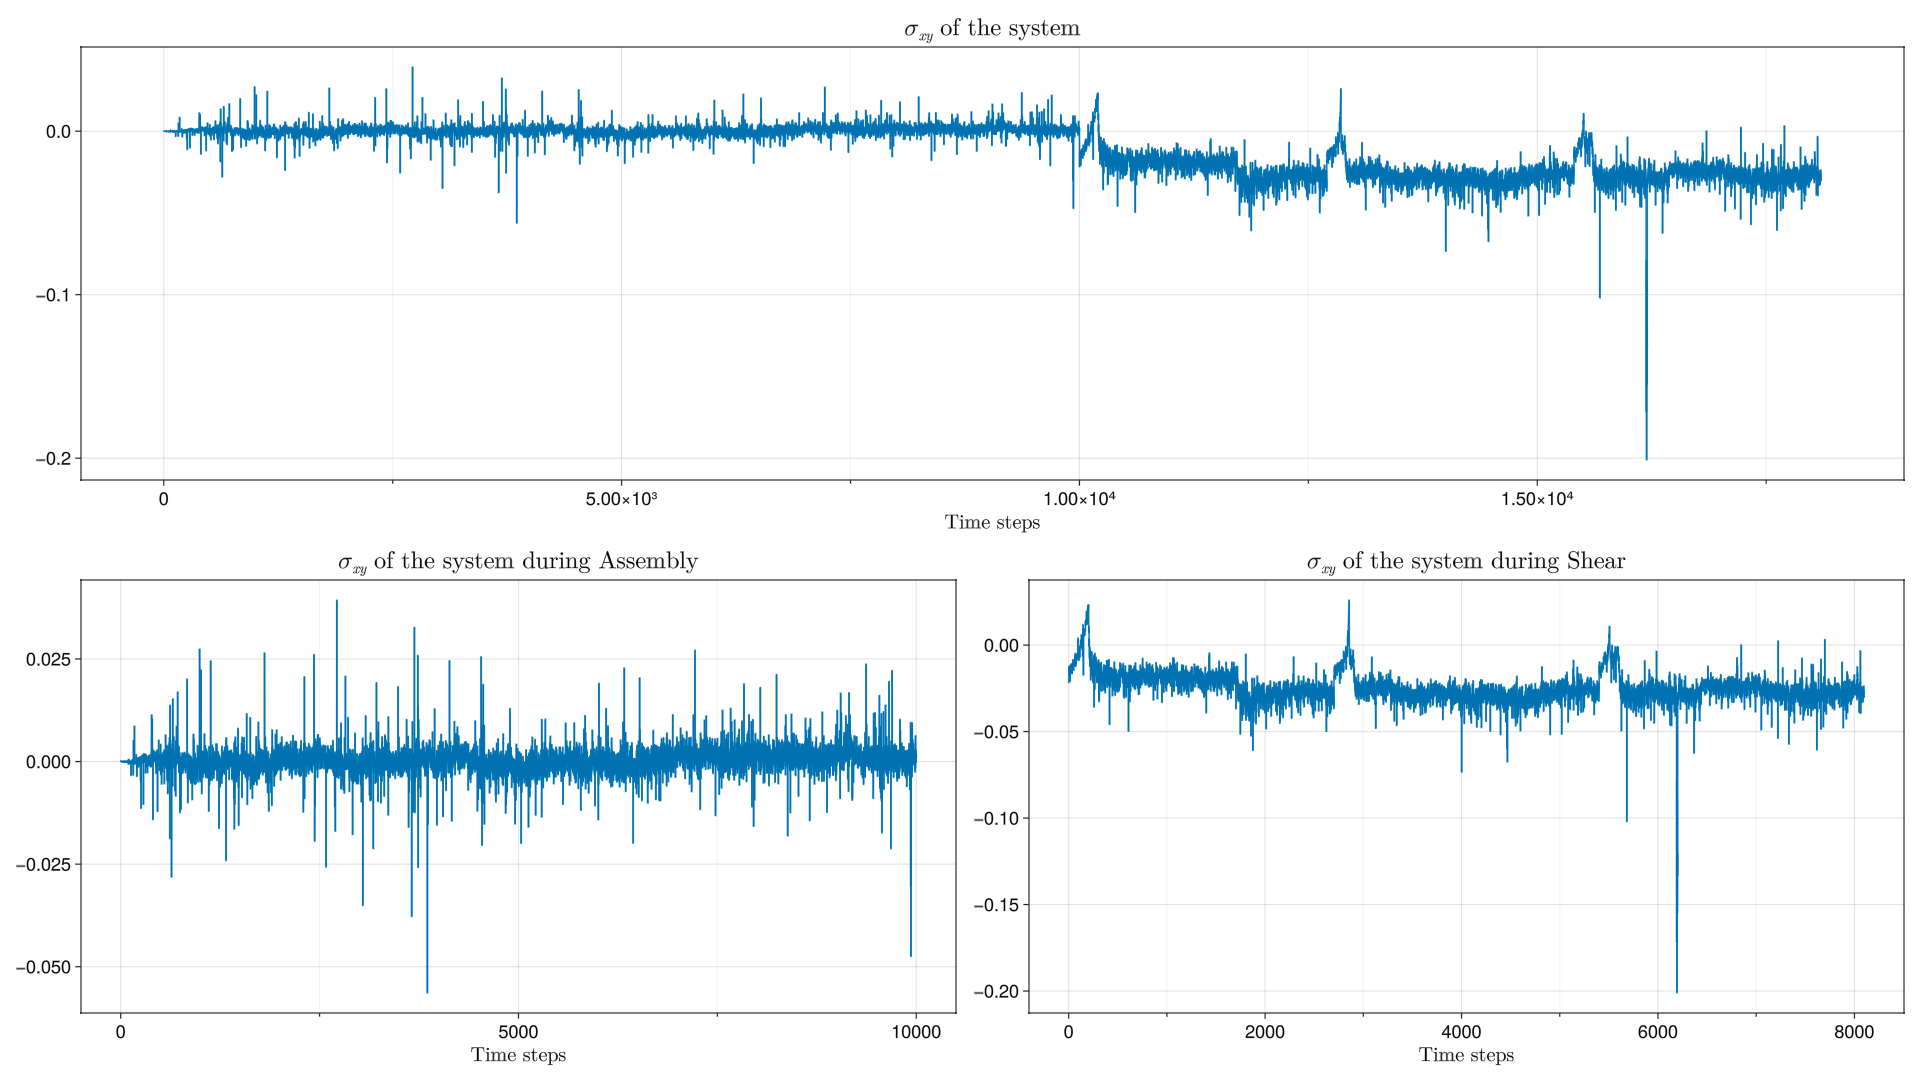 σxy of the system
0.0
−0.1
−0.2
0 5.00×10³ 1.00×10⁴ 1.50×10⁴
Time steps
σxy of the system during Assembly
0.025
0.000
−0.025
−0.050
0 5000 10000
Time steps
σxy of the system during Shear
0.00
−0.05
−0.10
−0.15
−0.20
0 2000 4000 6000 8000
Time steps